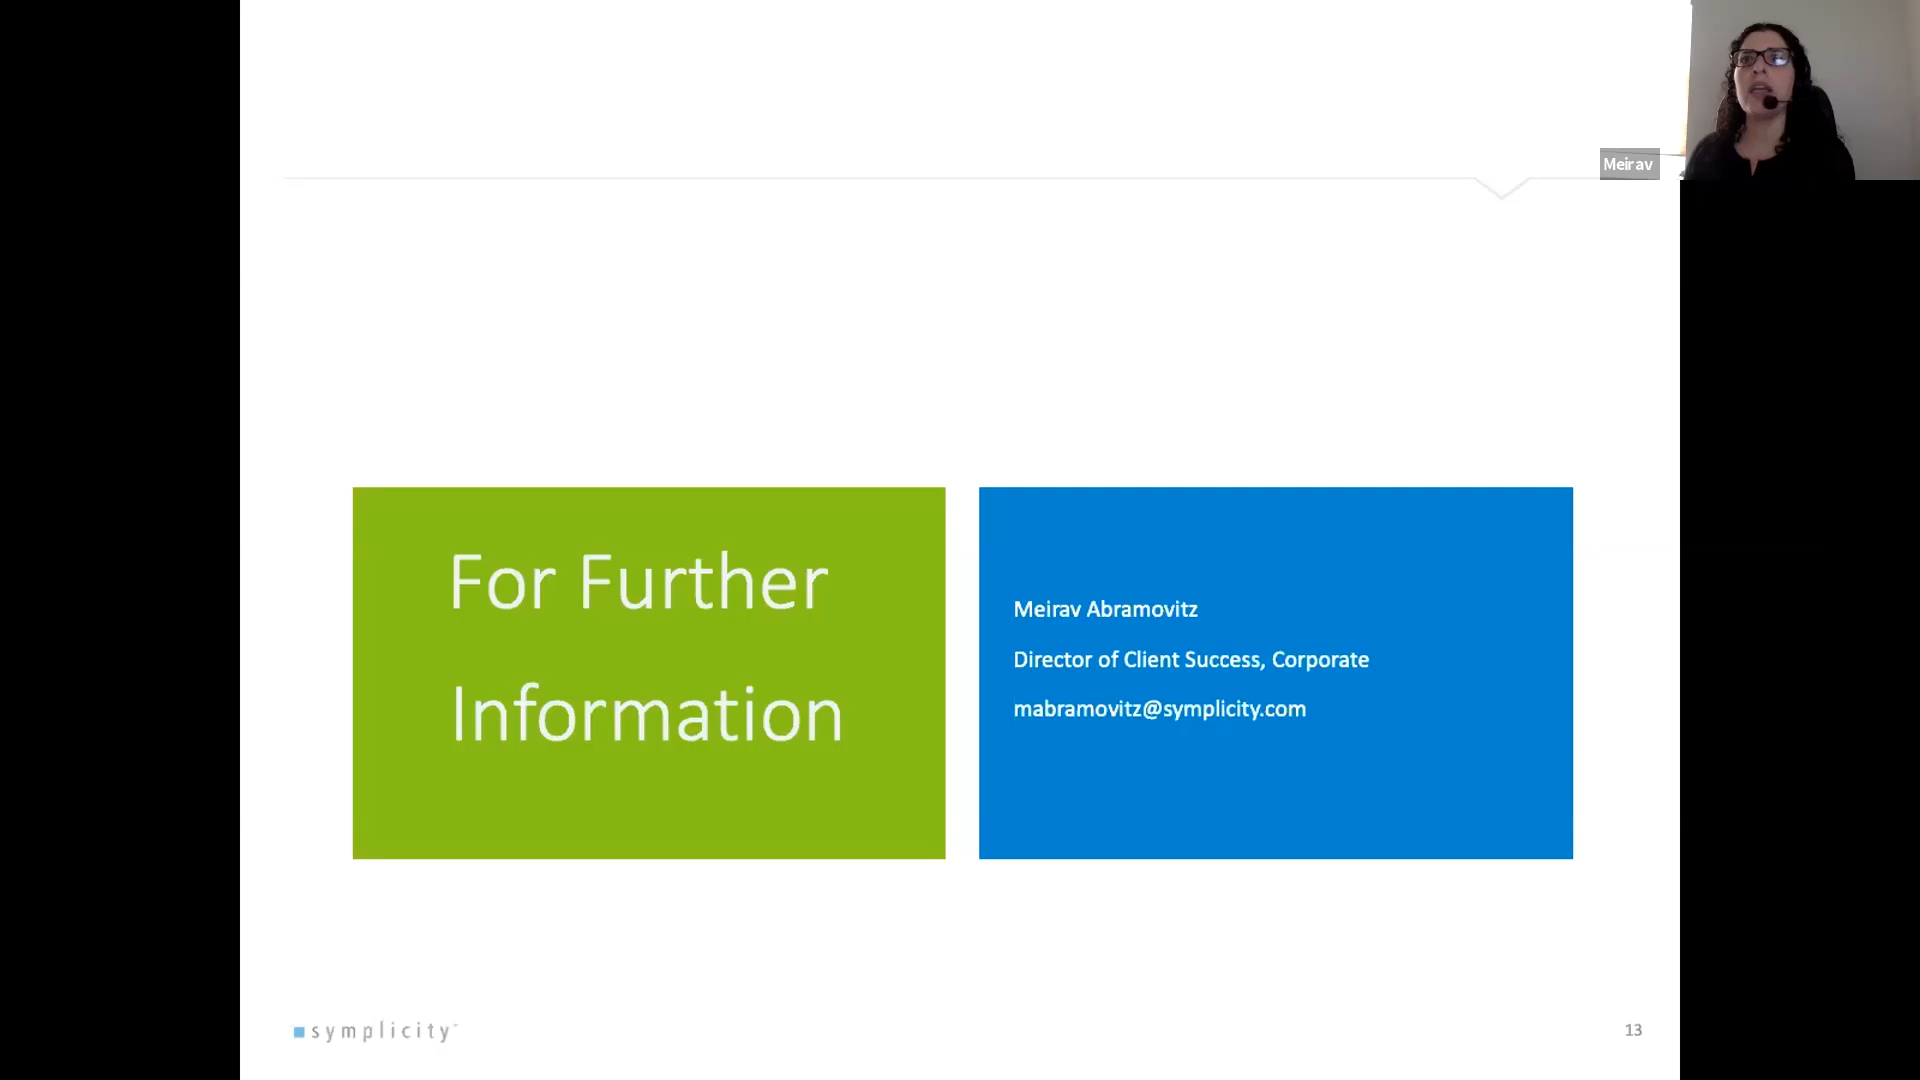 Meirav
For Further
Information
Meirav Abramovitz
Director of Client Success, Corporate
mabramovitz@symplicity.com
symplicity
13